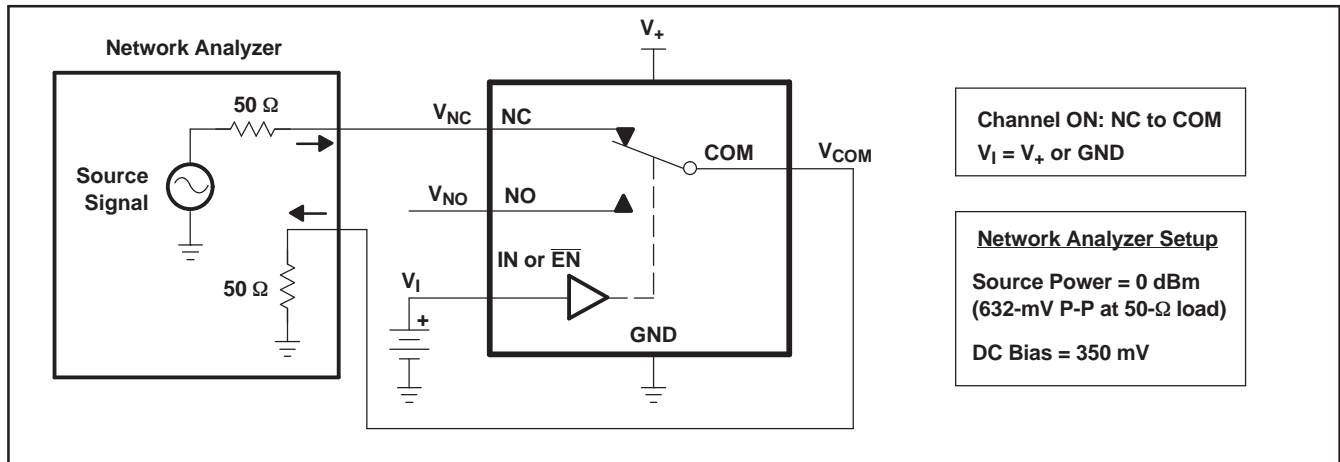 Network Analyzer
50 Ω
Source
Signal
50 Ω
V+
VNC
NC
COM
VCOM
VNO
NO
IN or E̅N̅
VI
+
GND
Channel ON: NC to COM
VI = V+ or GND
Network Analyzer Setup
Source Power = 0 dBm
(632-mV P-P at 50-Ω load)
DC Bias = 350 mV